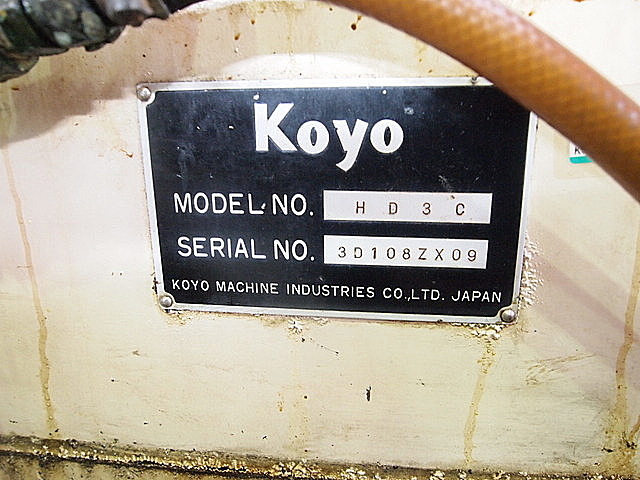 Koyo
MODEL NO. HD3C
SERIAL NO. 3D108ZX09
KOYO MACHINE INDUSTRIES CO.,LTD. JAPAN